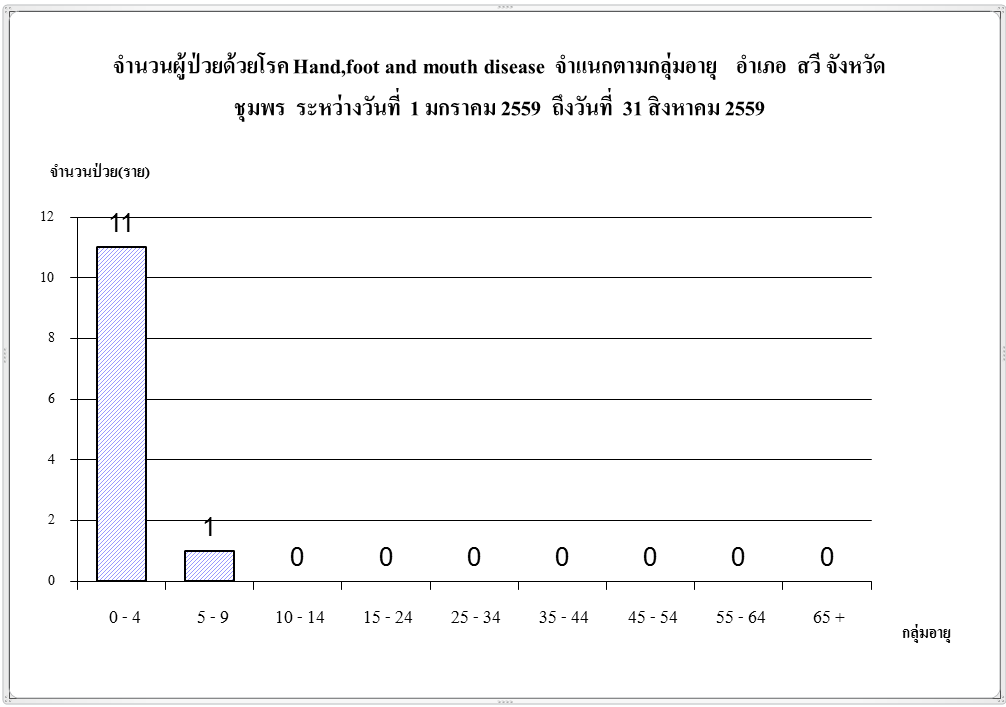 จำนวนผู้ป่วยด้วยโรค Hand,foot and mouth disease จำแนกตามกลุ่มอายุ อำเภอ สวี จังหวัด
ชุมพร ระหว่างวันที่ 1 มกราคม 2559 ถึงวันที่ 31 สิงหาคม 2559
จำนวนป่วย(ราย)
12
11
10
8
6
4
2
1
0 0 0 0 0 0 0
0
0 - 4 5 - 9 10 - 14 15 - 24 25 - 34 35 - 44 45 - 54 55 - 64 65 +
กลุ่มอายุ